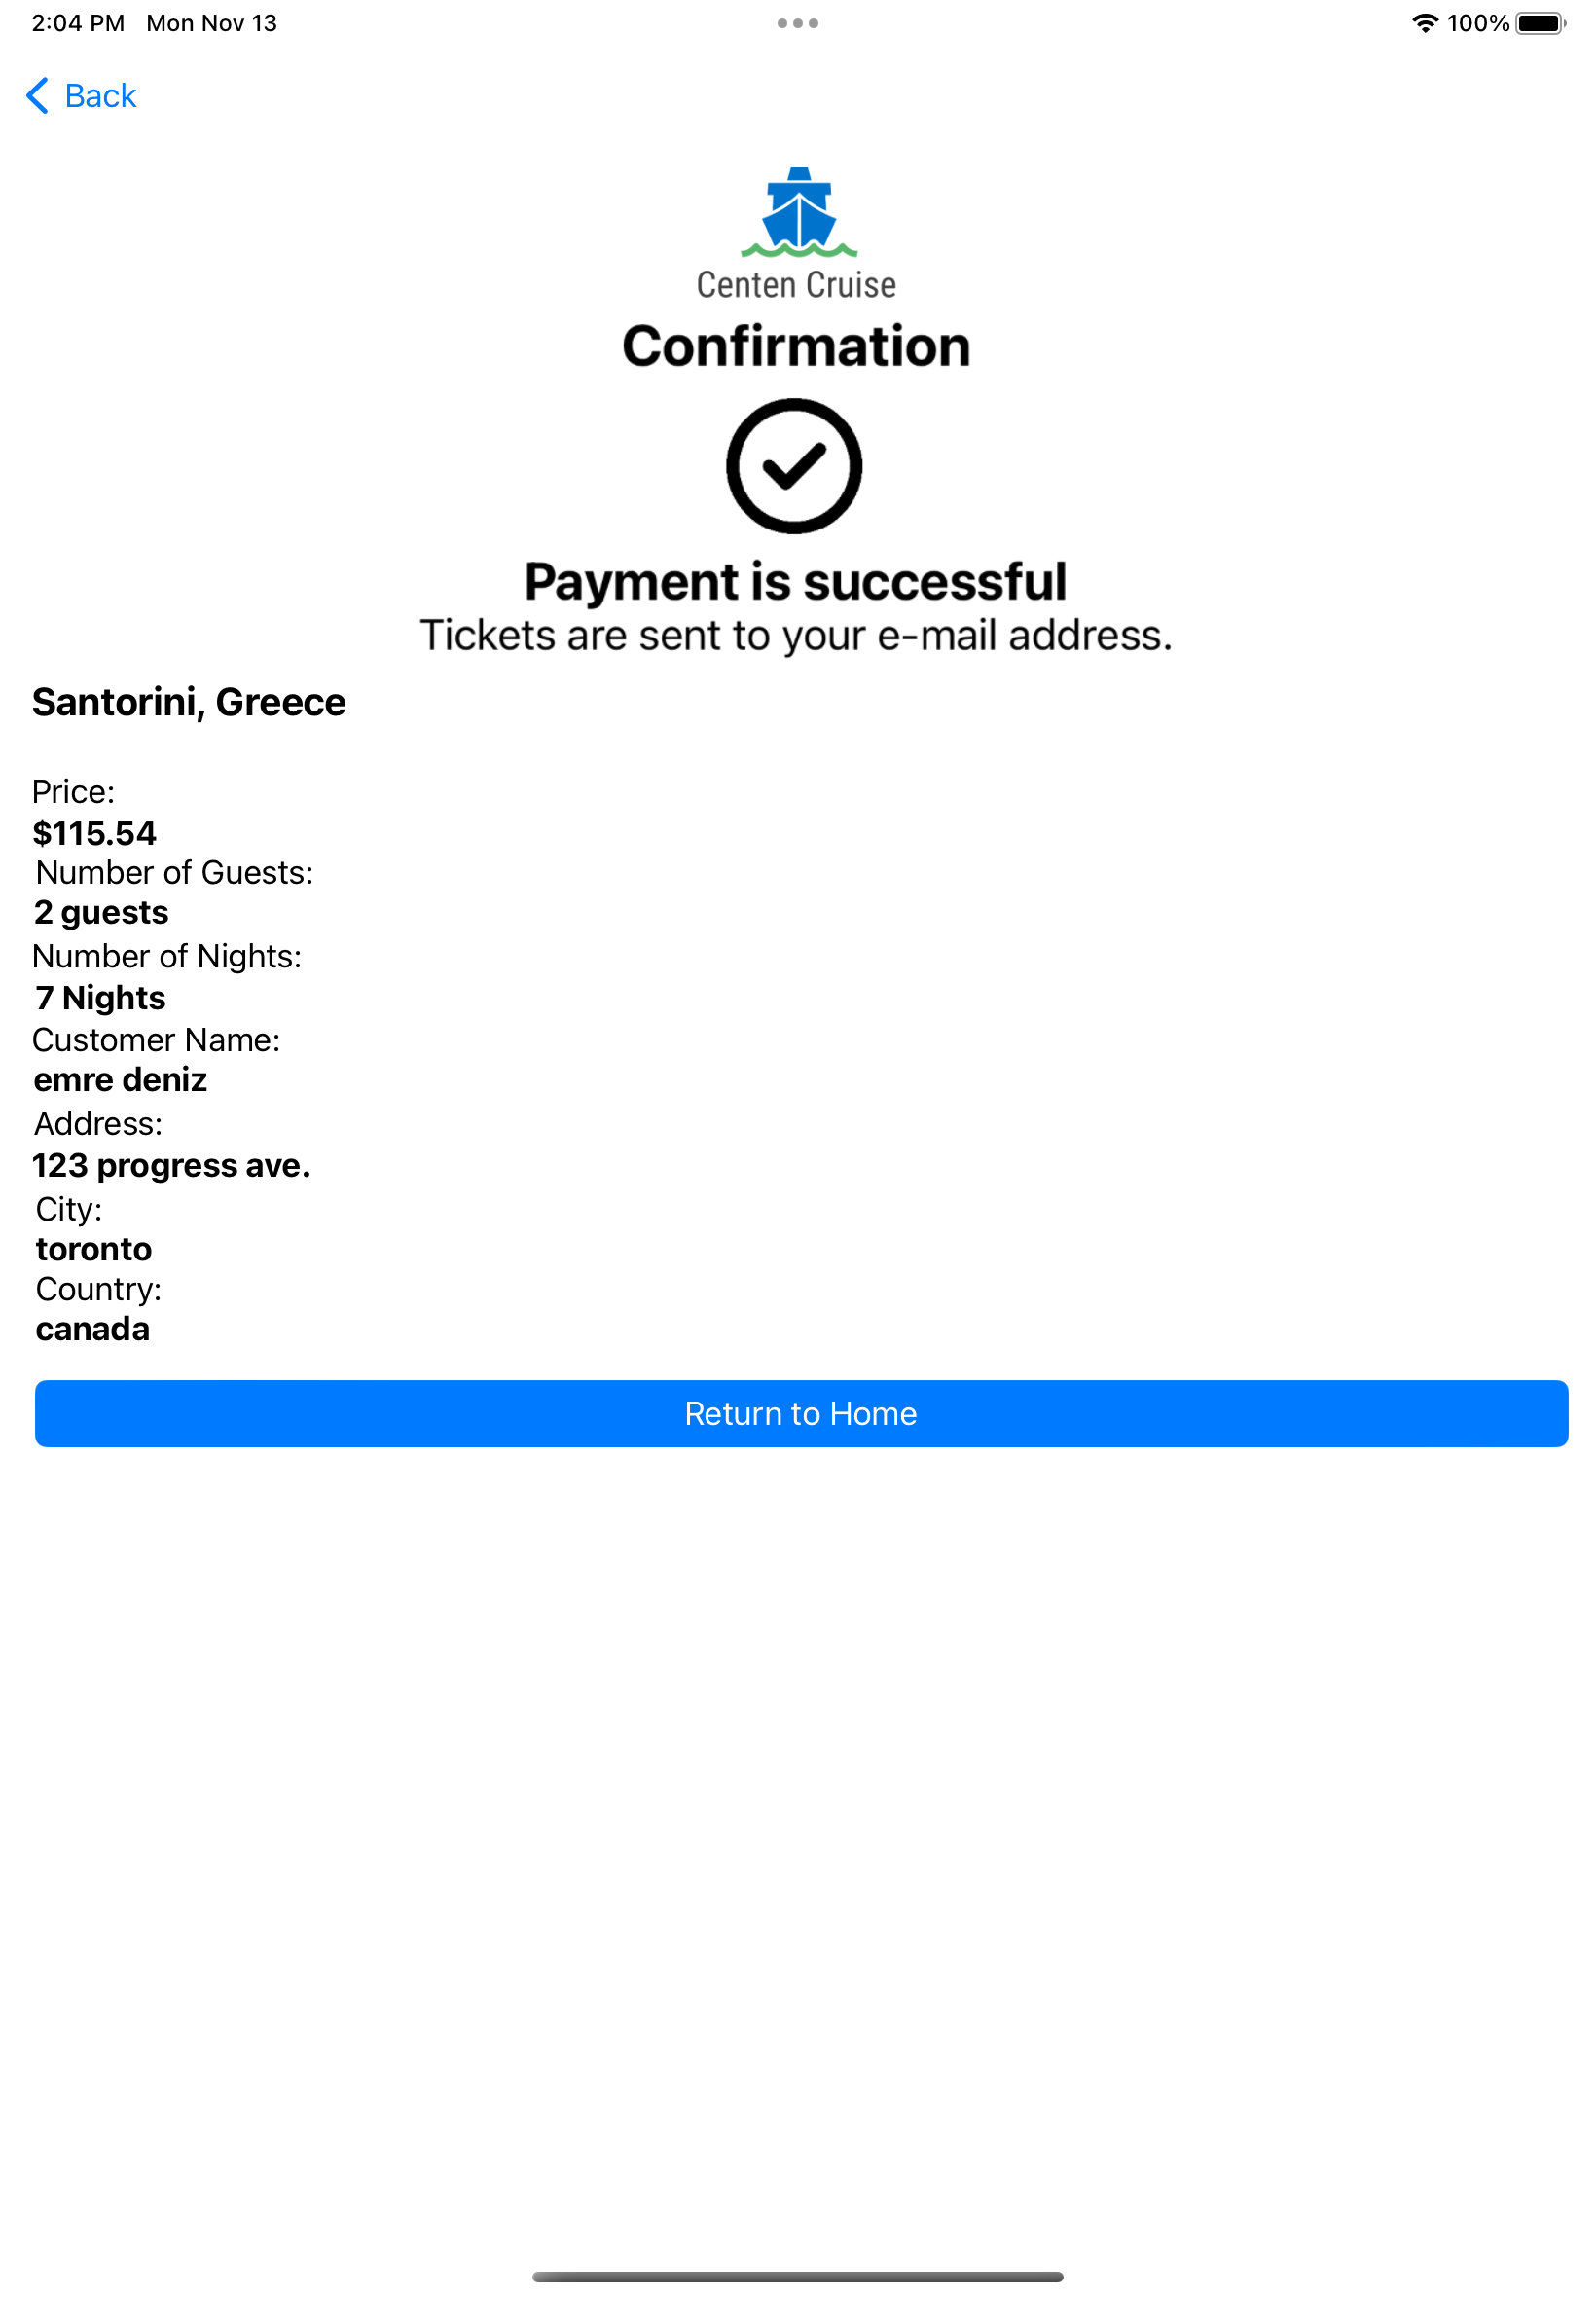 2:04 PM Mon Nov 13
100%
Back
Centen Cruise
Confirmation
Payment is successful
Tickets are sent to your e-mail address.
Santorini, Greece
Price:
$115.54
Number of Guests:
2 guests
Number of Nights:
7 Nights
Customer Name:
emre deniz
Address:
123 progress ave.
City:
toronto
Country:
canada
Return to Home